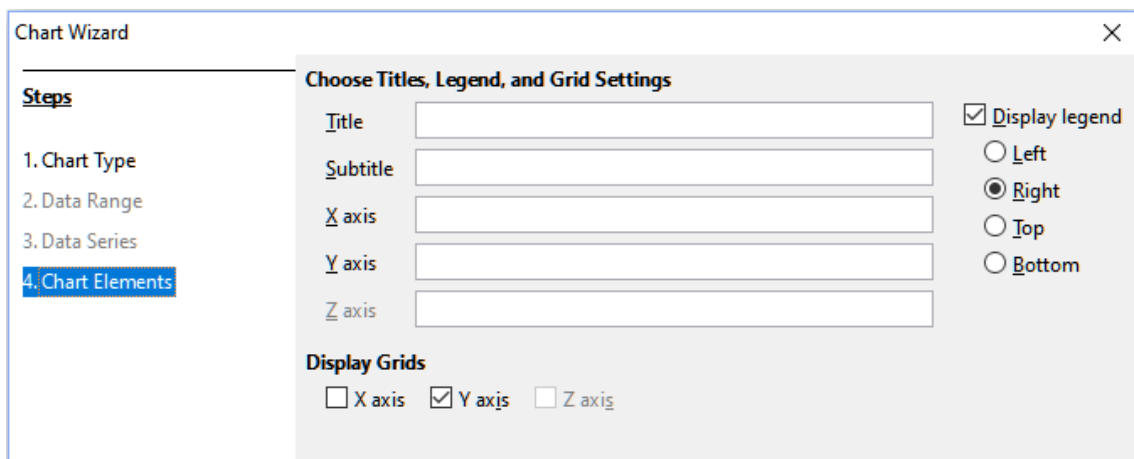 Chart Wizard
Steps
1. Chart Type
2. Data Range
3. Data Series
4. Chart Elements
Choose Titles, Legend, and Grid Settings
Title
Subtitle
X axis
Y axis
Z axis
Display legend
Left
Right
Top
Bottom
Display Grids
X axis Y axis Z axis